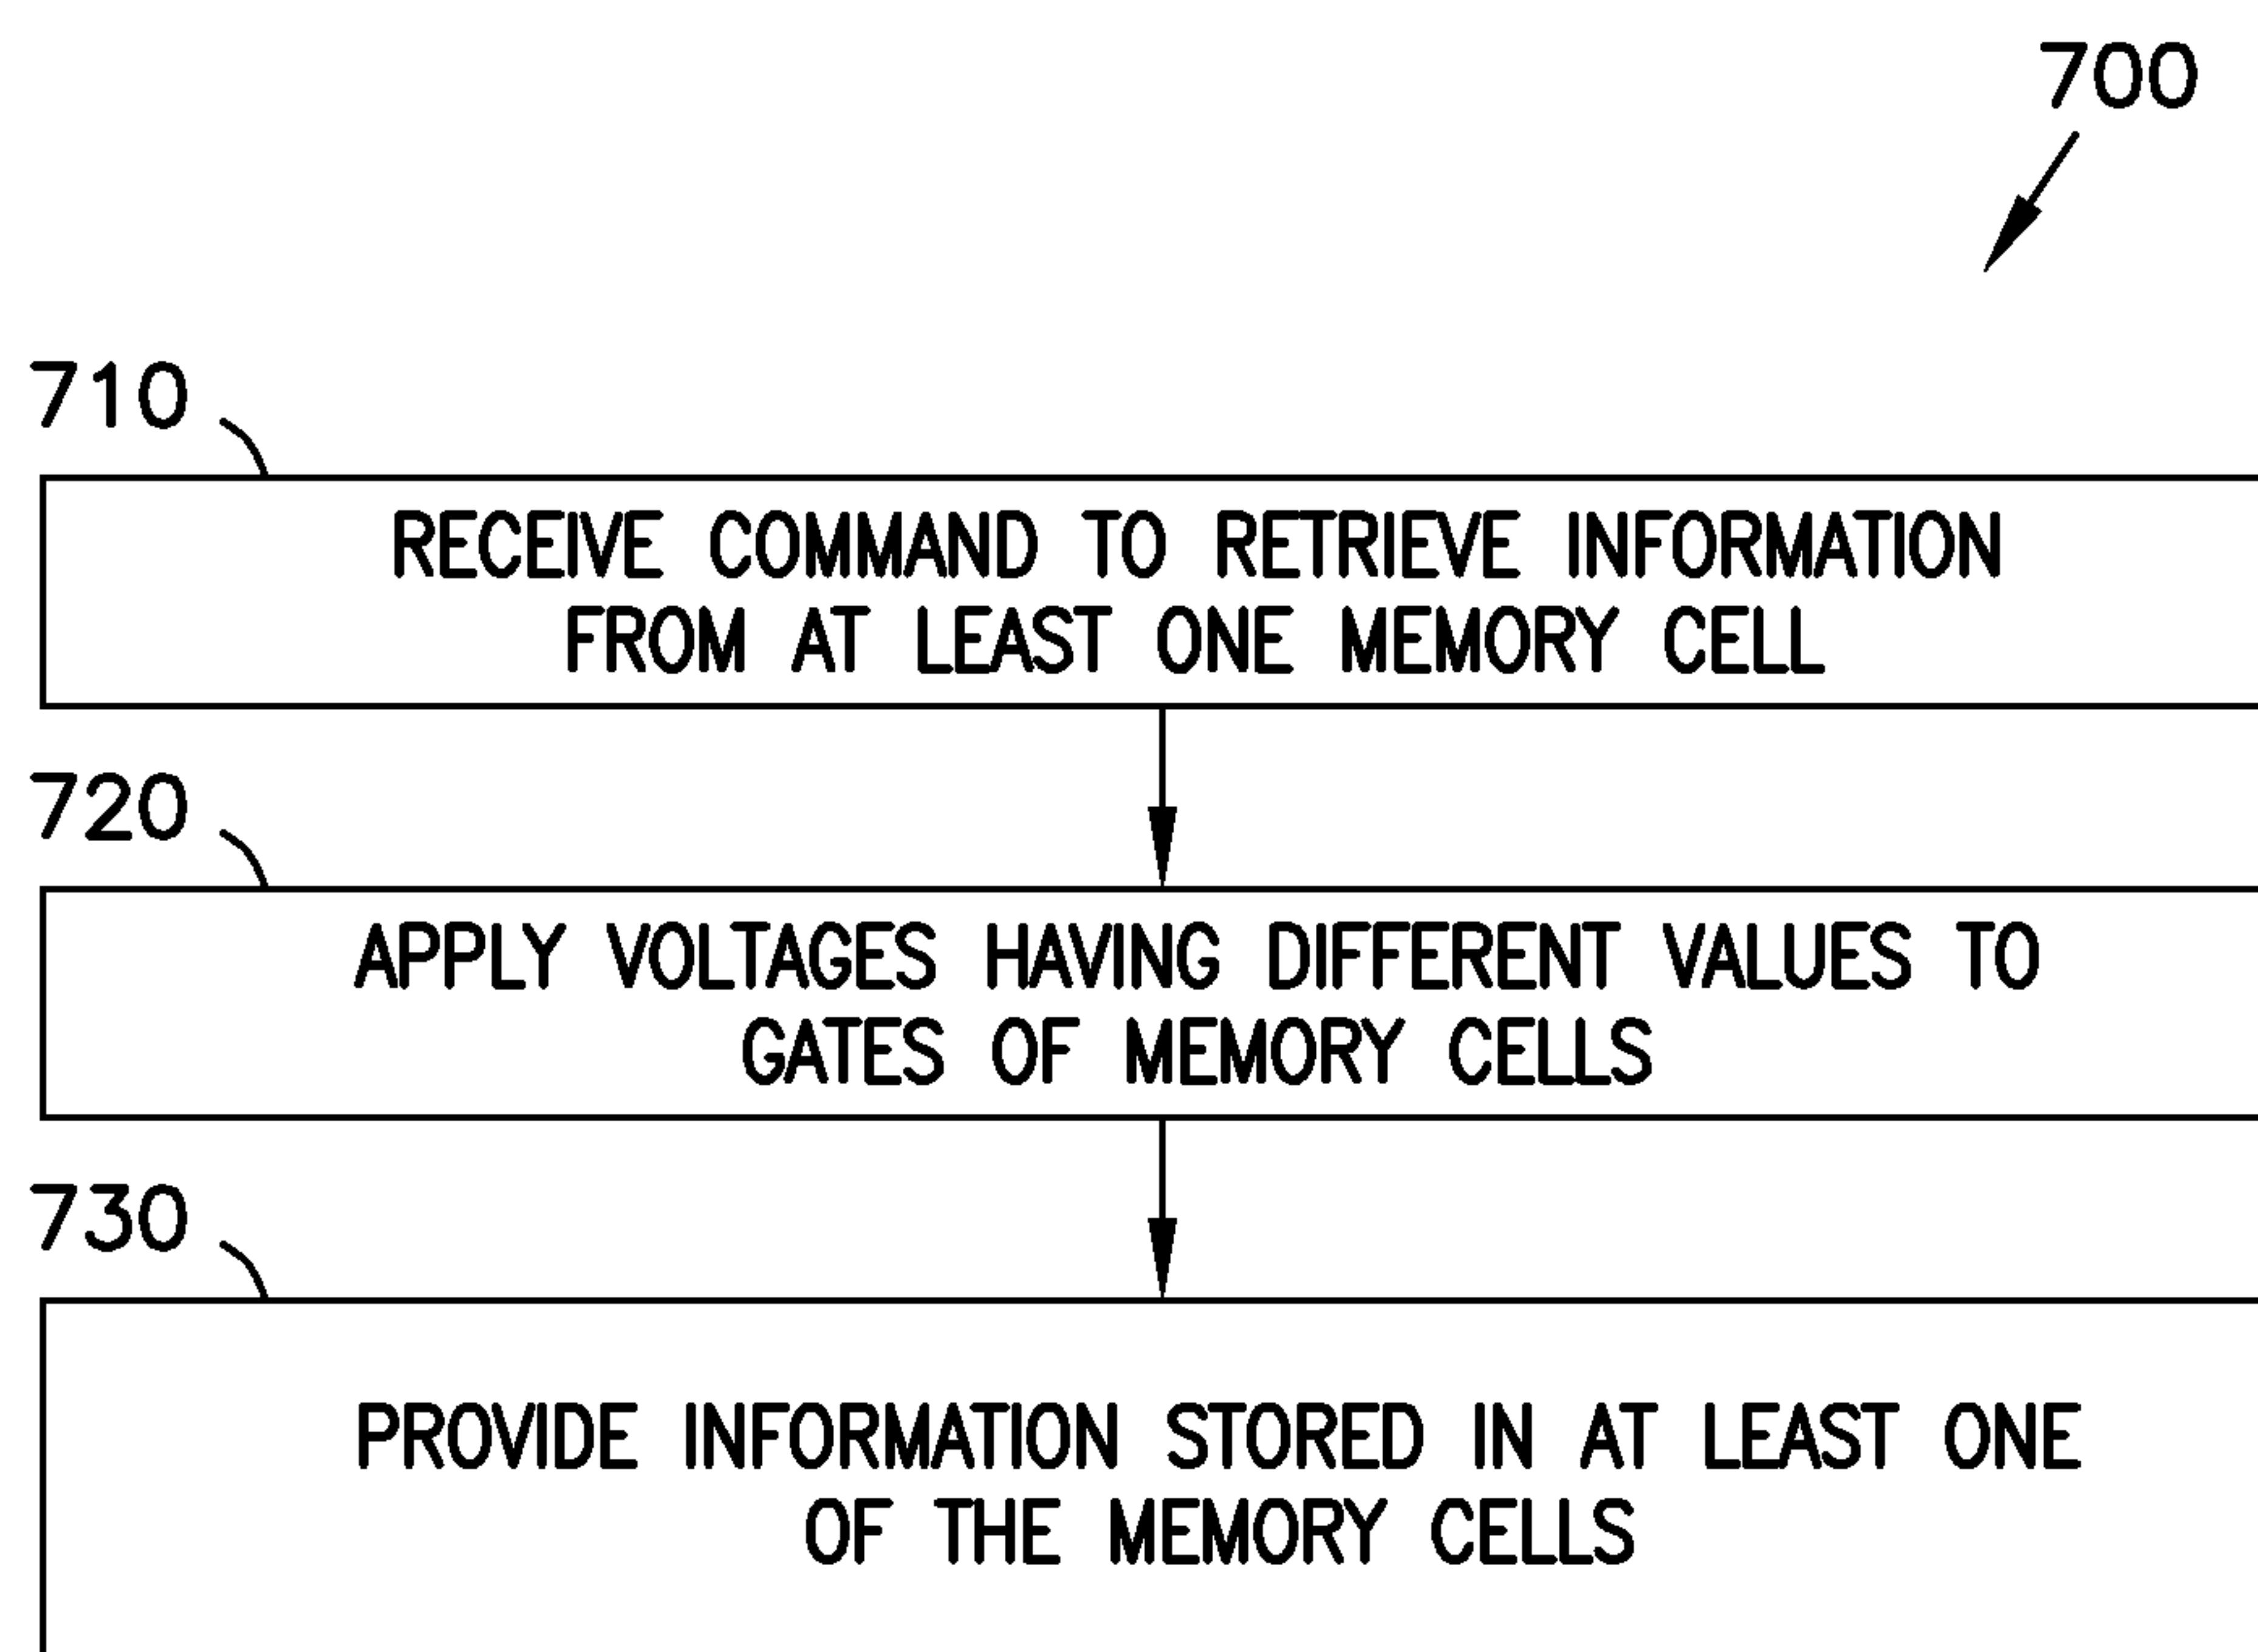 700
710
RECEIVE COMMAND TO RETRIEVE INFORMATION
FROM AT LEAST ONE MEMORY CELL
720
APPLY VOLTAGES HAVING DIFFERENT VALUES TO
GATES OF MEMORY CELLS
730
PROVIDE INFORMATION STORED IN AT LEAST ONE
OF THE MEMORY CELLS